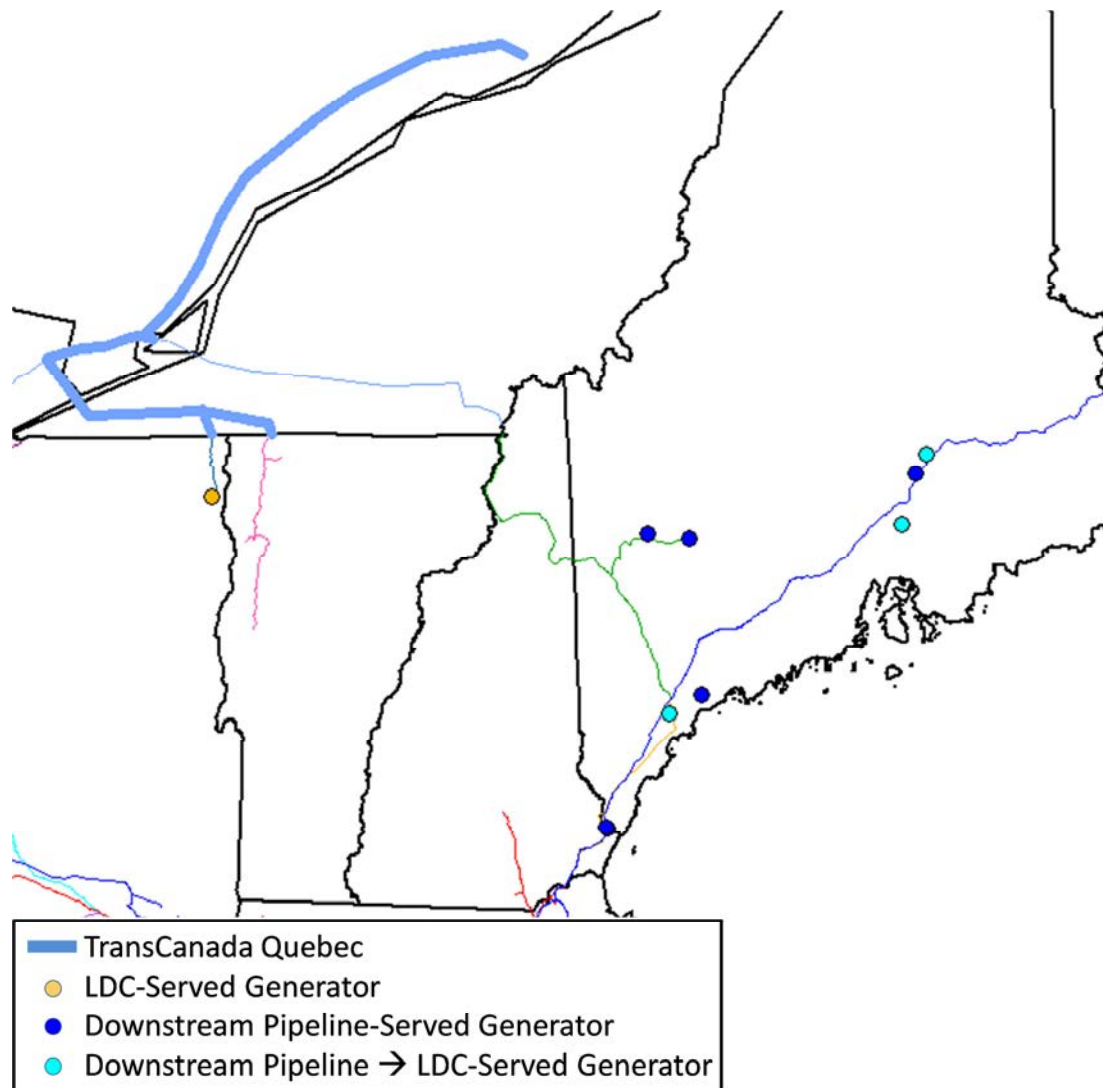 TransCanada Quebec
LDC-Served Generator
Downstream Pipeline-Served Generator
Downstream Pipeline → LDC-Served Generator